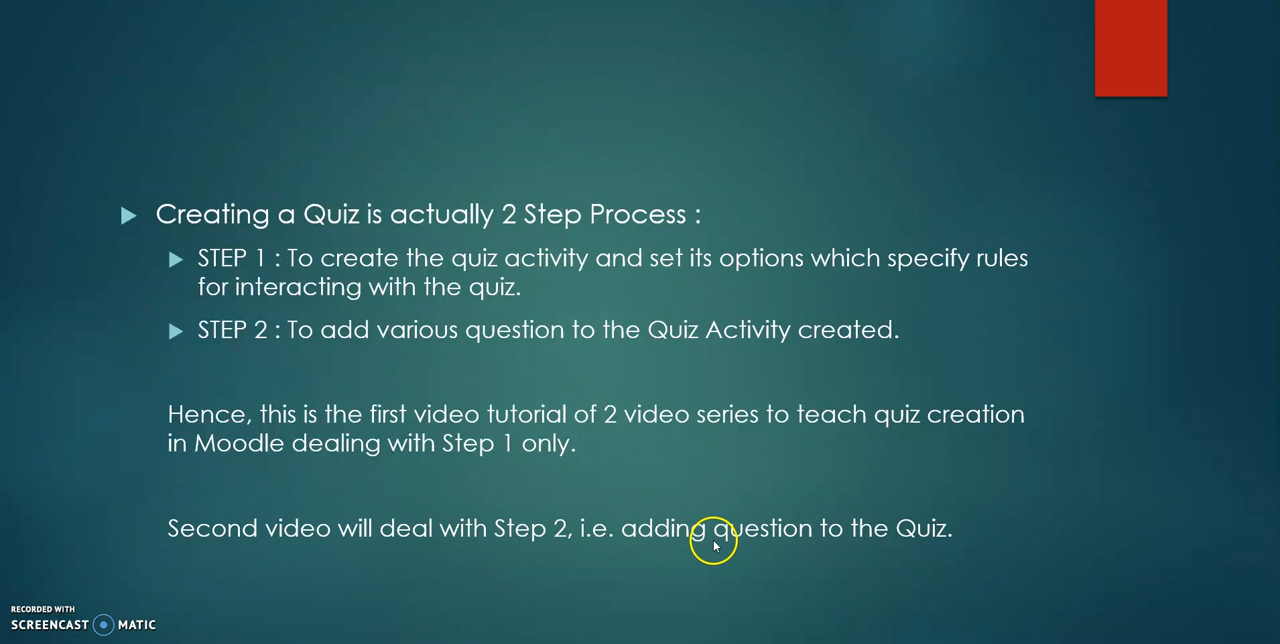 Creating a Quiz is actually 2 Step Process :
STEP 1 : To create the quiz activity and set its options which specify rules
for interacting with the quiz.
STEP 2 : To add various question to the Quiz Activity created.
Hence, this is the first video tutorial of 2 video series to teach quiz creation
in Moodle dealing with Step 1 only.
Second video will deal with Step 2, i.e. adding question to the Quiz.
RECORDED WITH
SCREENCAST MATIC